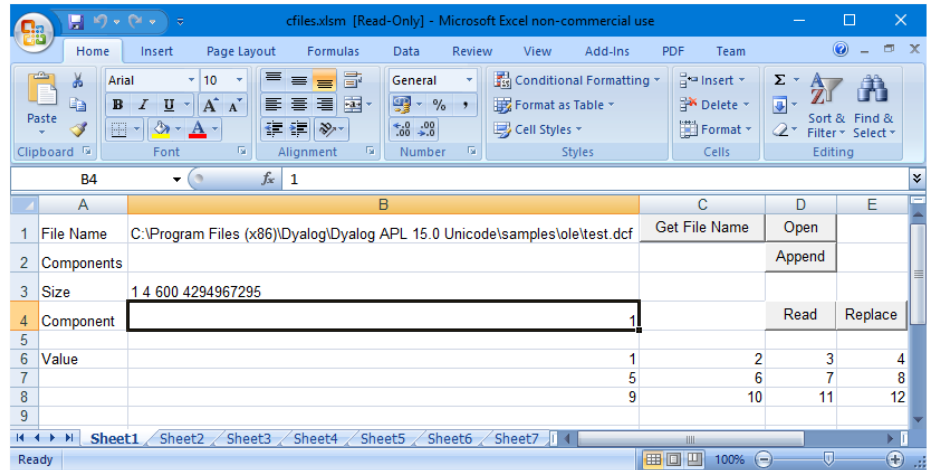 cfiles.xlsm [Read-Only] - Microsoft Excel non-commercial use
Home Insert Page Layout Formulas Data Review View Add-Ins PDF Team
Arial 10 General Conditional Formatting Insert Σ
Paste B I U A A % , Format as Table Delete Sort & Find &
A .00 .0 Cell Styles Format Filter Select
Clipboard Font Alignment Number Styles Cells Editing
B4 fx 1
A B C D E
1 File Name C:\Program Files (x86)\Dyalog\Dyalog APL 15.0 Unicode\samples\ole\test.dcf Get File Name Open
2 Components Append
3 Size 1 4 600 4294967295
4 Component 1 Read Replace
5
6 Value 1 2 3 4
7 5 6 7 8
8 9 10 11 12
9
Sheet1 Sheet2 Sheet3 Sheet4 Sheet5 Sheet6 Sheet7
Ready 100%